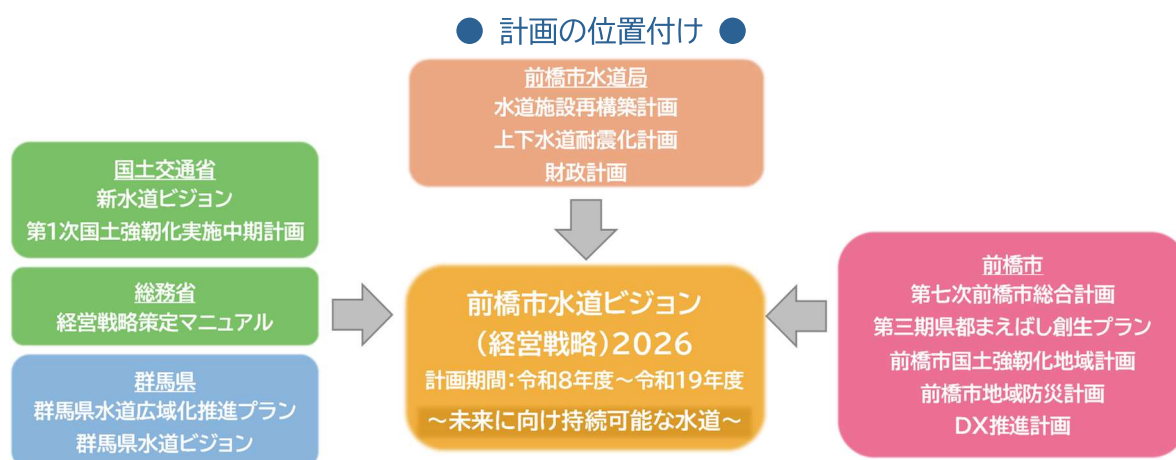 ● 計画の位置付け ●
前橋市水道局
水道施設再構築計画
上下水道耐震化計画
財政計画
国土交通省
新水道ビジョン
第1次国土強靭化実施中期計画
総務省
経営戦略策定マニュアル
群馬県
群馬県水道広域化推進プラン
群馬県水道ビジョン
前橋市水道ビジョン
(経営戦略)2026
計画期間:令和8年度~令和19年度
~未来に向け持続可能な水道~
前橋市
第七次前橋市総合計画
第三期県都まえばし創生プラン
前橋市国土強靭化地域計画
前橋市地域防災計画
DX推進計画